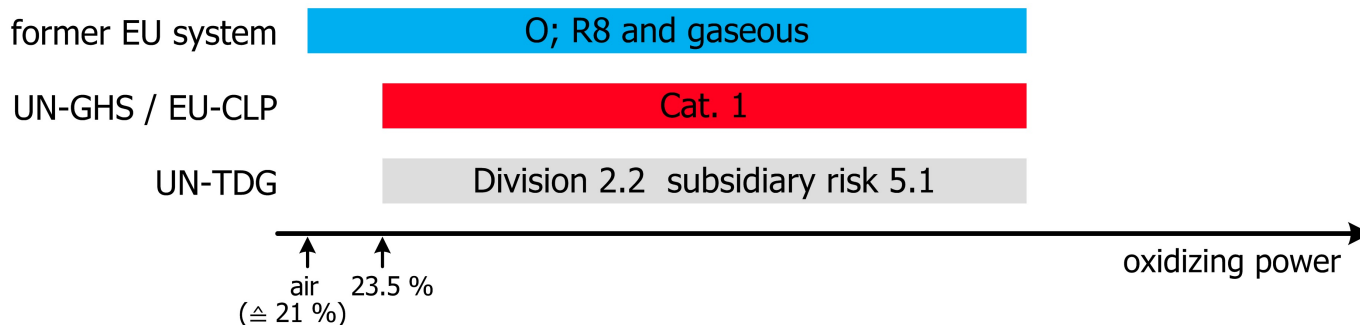 former EU system O; R8 and gaseous
UN-GHS / EU-CLP Cat. 1
UN-TDG Division 2.2 subsidiary risk 5.1
oxidizing power
air 23.5 %
(≙ 21 %)